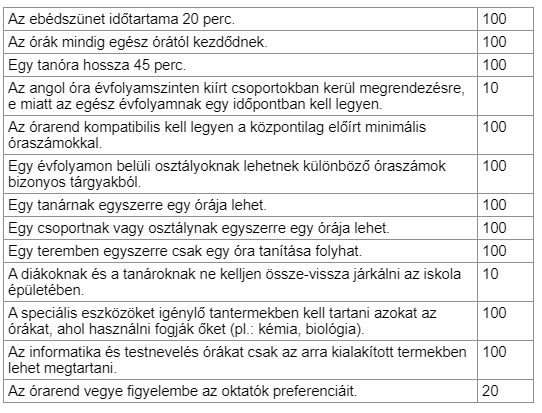 Az ebédszünet időtartama 20 perc. 100
Az órák mindig egész órától kezdődnek. 100
Egy tanóra hossza 45 perc. 100
Az angol óra évfolyamszinten kiírt csoportokban kerül megrendezésre, 10
e miatt az egész évfolyamnak egy időpontban kell legyen.
Az órarend kompatibilis kell legyen a központilag előírt minimális 100
óraszámokkal.
Egy évfolyamon belüli osztályoknak lehetnek különböző óraszámok 100
bizonyos tárgyakból.
Egy tanárnak egyszerre egy órája lehet. 100
Egy csoportnak vagy osztálynak egyszerre egy órája lehet. 100
Egy teremben egyszerre csak egy óra tanítása folyhat. 100
A diákoknak és a tanároknak ne kelljen össze-vissza járkálni az iskola 10
épületében.
A speciális eszközöket igénylő tantermekben kell tartani azokat az 100
órákat, ahol használni fogják őket (pl.: kémia, biológia).
Az informatika és testnevelés órákat csak az arra kialakított termekben 100
lehet megtartani.
Az órarend vegye figyelembe az oktatók preferenciáit. 20